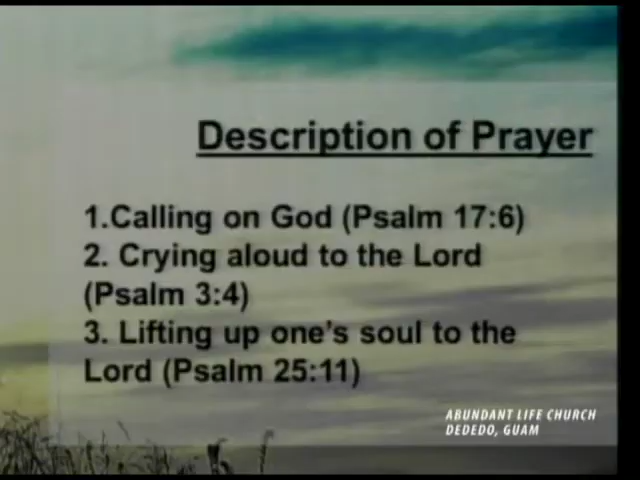 Description of Prayer
1.Calling on God (Psalm 17:6)
2. Crying aloud to the Lord
(Psalm 3:4)
3. Lifting up one's soul to the
Lord (Psalm 25:11)
ABUNDANT LIFE CHURCH
DEDEDO, GUAM